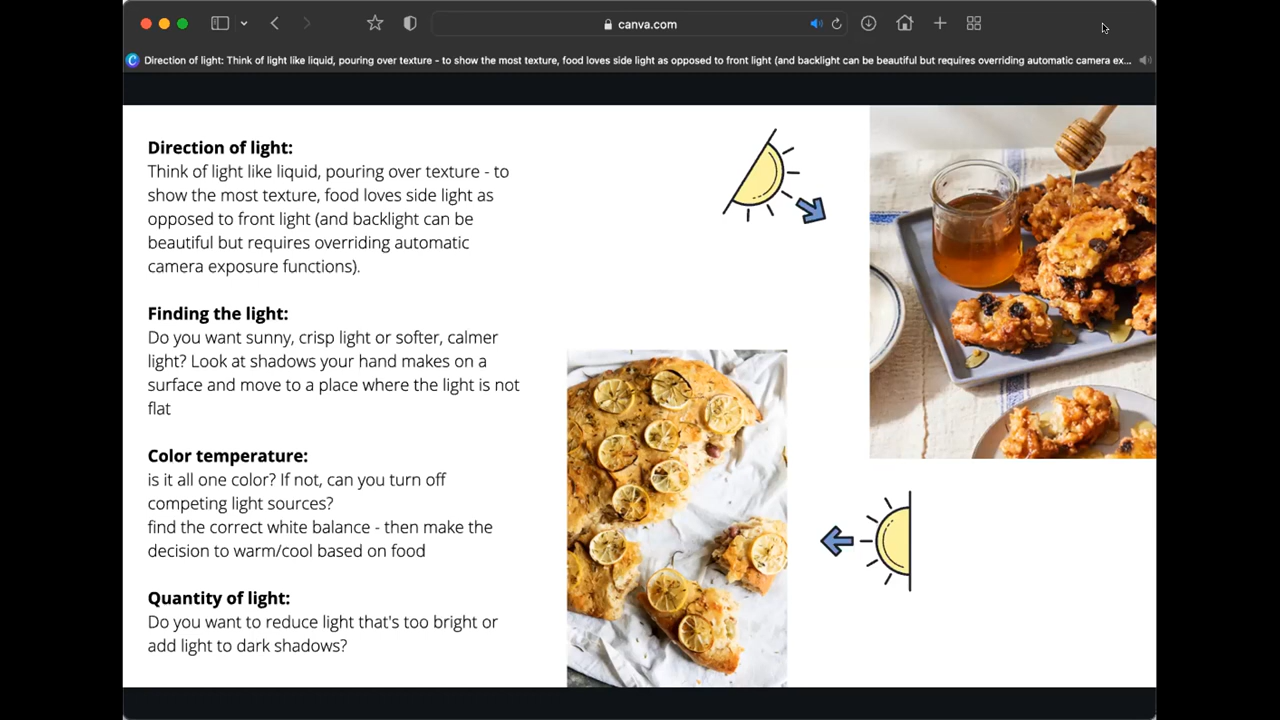 canva.com
Direction of light: Think of light like liquid, pouring over texture - to show the most texture, food loves side light as opposed to front light (and backlight can be beautiful but requires overriding automatic camera ex...
Direction of light:
Think of light like liquid, pouring over texture - to
show the most texture, food loves side light as
opposed to front light (and backlight can be
beautiful but requires overriding automatic
camera exposure functions).
Finding the light:
Do you want sunny, crisp light or softer, calmer
light? Look at shadows your hand makes on a
surface and move to a place where the light is not
flat
Color temperature:
is it all one color? If not, can you turn off
competing light sources?
find the correct white balance - then make the
decision to warm/cool based on food
Quantity of light:
Do you want to reduce light that's too bright or
add light to dark shadows?